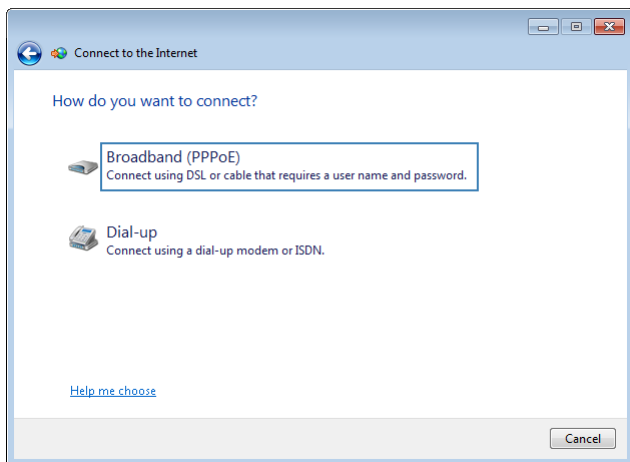 Connect to the Internet
How do you want to connect?
Broadband (PPPoE)
Connect using DSL or cable that requires a user name and password.
Dial-up
Connect using a dial-up modem or ISDN.
Help me choose
Cancel